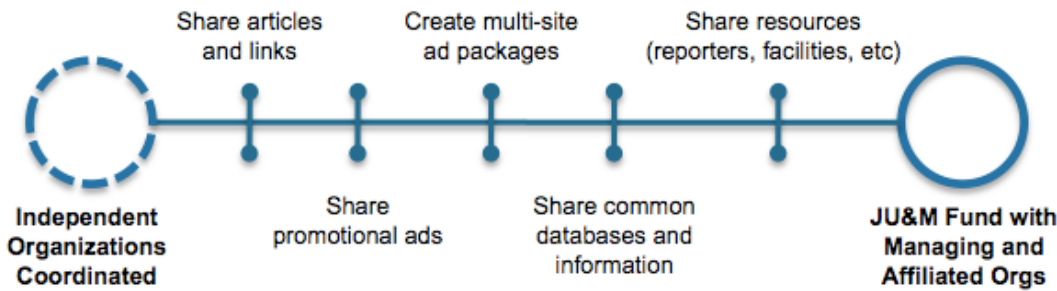 Share articles
and links
Create multi-site
ad packages
Share resources
(reporters, facilities, etc)
Independent
Organizations
Coordinated
Share
promotional ads
Share common
databases and
information
JU&M Fund with
Managing and
Affiliated Orgs